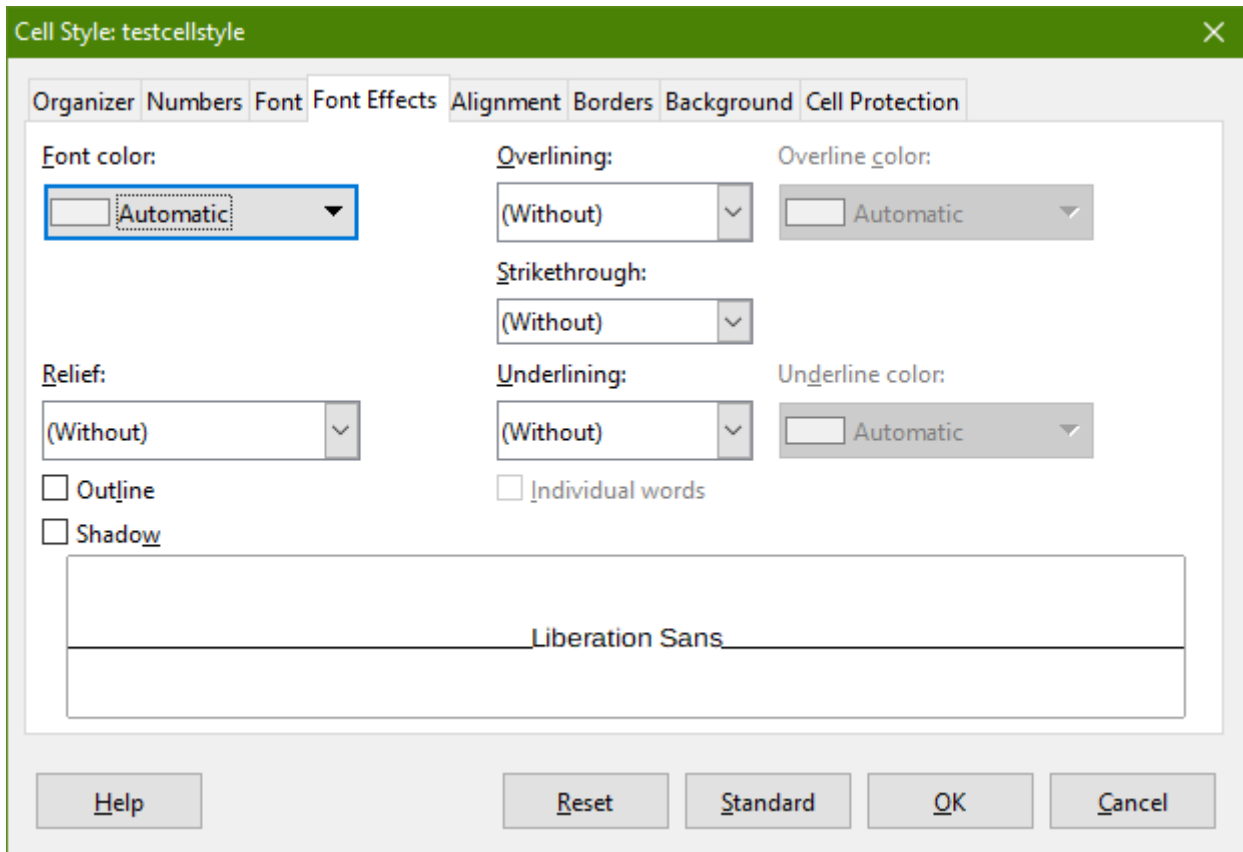 Cell Style: testcellstyle
Organizer Numbers Font Font Effects Alignment Borders Background Cell Protection
Font color: Overlining: Overline color:
Automatic (Without) Automatic
Strikethrough:
(Without)
Relief: Underlining: Underline color:
(Without) (Without) Automatic
Outline Individual words
Shadow
Liberation Sans
Help Reset Standard OK Cancel